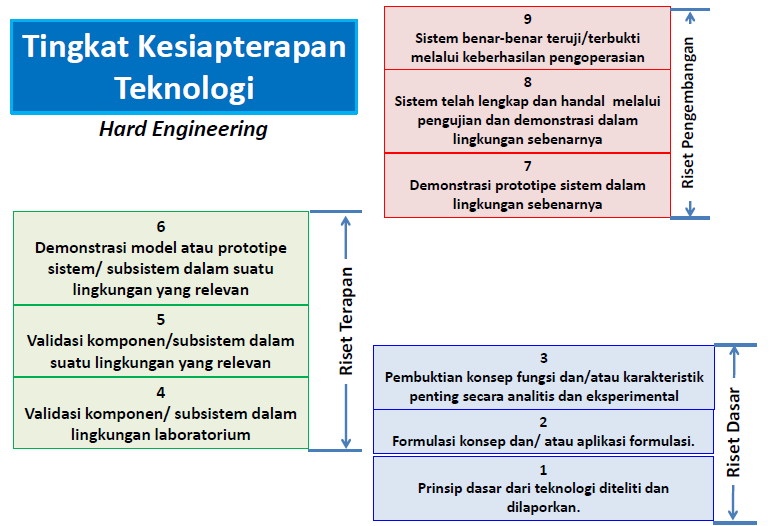 Tingkat Kesiapterapan
Teknologi
Hard Engineering
9
Sistem benar-benar teruji/terbukti
melalui keberhasilan pengoperasian
8
Sistem telah lengkap dan handal melalui
pengujian dan demonstrasi dalam
lingkungan sebenarnya
7
Demonstrasi prototipe sistem dalam
lingkungan sebenarnya
Riset Pengembangan
6
Demonstrasi model atau prototipe
sistem/ subsistem dalam suatu
lingkungan yang relevan
5
Validasi komponen/subsistem dalam
suatu lingkungan yang relevan
4
Validasi komponen/ subsistem dalam
lingkungan laboratorium
Riset Terapan
3
Pembuktian konsep fungsi dan/atau karakteristik
penting secara analitis dan eksperimental
2
Formulasi konsep dan/ atau aplikasi formulasi.
1
Prinsip dasar dari teknologi diteliti dan
dilaporkan.
Riset Dasar